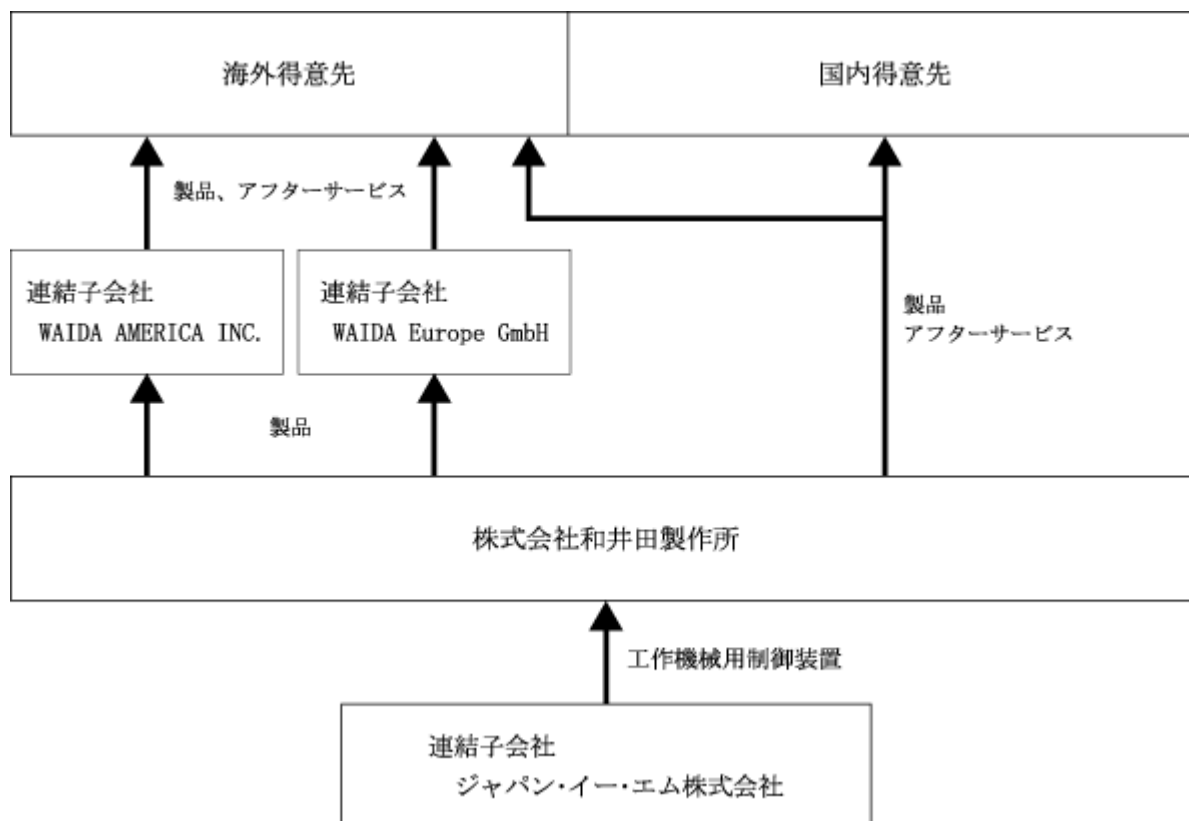 海外得意先
国内得意先
製品、アフターサービス
連結子会社
WAIDA AMERICA INC.
連結子会社
WAIDA Europe GmbH
製品
アフターサービス
製品
株式会社和井田製作所
工作機械用制御装置
連結子会社
ジャパン・イー・エム株式会社